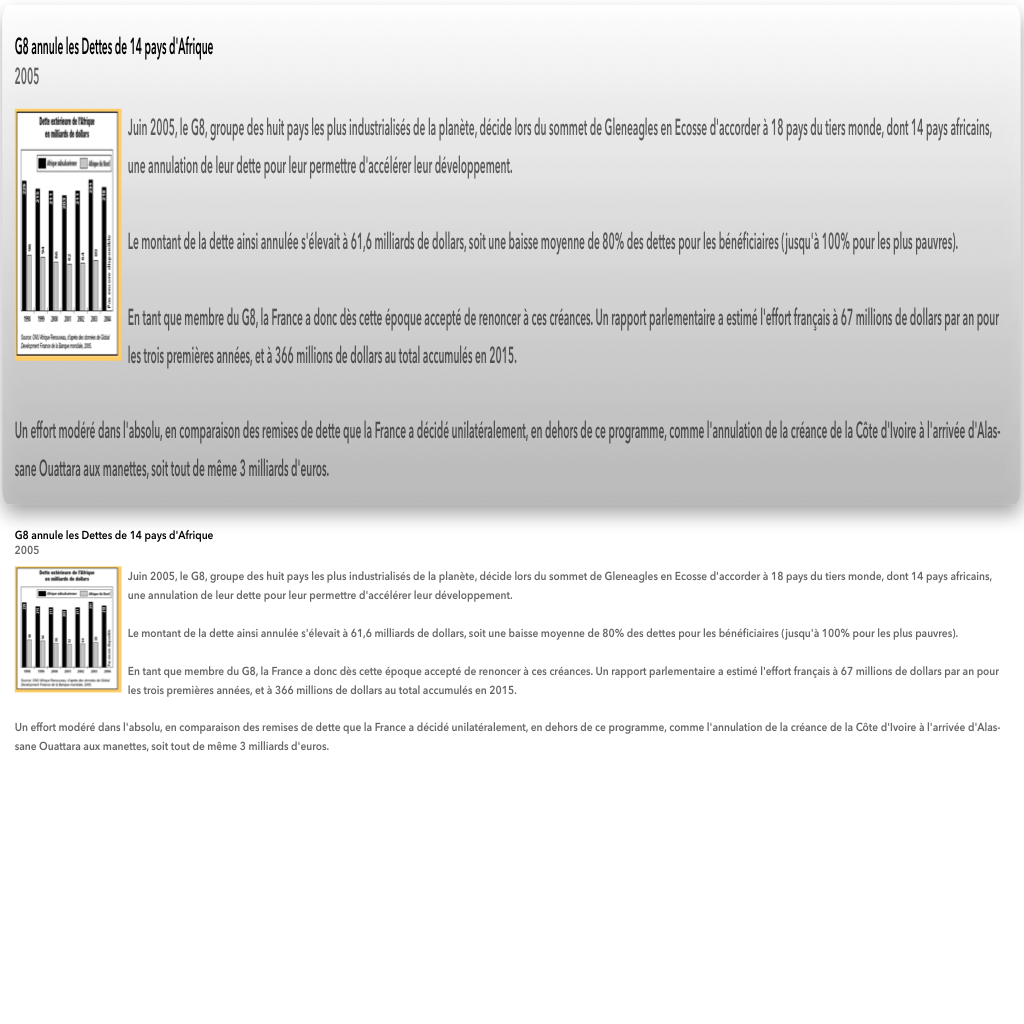 G8 annule les Dettes de 14 pays d'Afrique
2005
Dette extérieure de l'Afrique
en milliards de dollars
Afrique subsaharienne
Afrique du Nord
Pas encore disponible
1998 1999 2000 2001 2002 2003 2004
Source: ONU Afrique Renouveau, d'après des données de Global
Development Finance de la Banque mondiale, 2005.
Juin 2005, le G8, groupe des huit pays les plus industrialisés de la planète, décide lors du sommet de Gleneagles en Ecosse d'accorder à 18 pays du tiers monde, dont 14 pays africains,
une annulation de leur dette pour leur permettre d'accélérer leur développement.
Le montant de la dette ainsi annulée s'élevait à 61,6 milliards de dollars, soit une baisse moyenne de 80% des dettes pour les bénéficiaires (jusqu'à 100% pour les plus pauvres).
En tant que membre du G8, la France a donc dès cette époque accepté de renoncer à ces créances. Un rapport parlementaire a estimé l'effort français à 67 millions de dollars par an pour
les trois premières années, et à 366 millions de dollars au total accumulés en 2015.
Un effort modéré dans l'absolu, en comparaison des remises de dette que la France a décidé unilatéralement, en dehors de ce programme, comme l'annulation de la créance de la Côte d'Ivoire à l'arrivée d'Alas-
sane Ouattara aux manettes, soit tout de même 3 milliards d'euros.
G8 annule les Dettes de 14 pays d'Afrique
2005
Dette extérieure de l'Afrique
en milliards de dollars
Afrique subsaharienne
Afrique du Nord
Juin 2005, le G8, groupe des huit pays les plus industrialisés de la planète, décide lors du sommet de Gleneagles en Ecosse d'accorder à 18 pays du tiers monde, dont 14 pays africains,
une annulation de leur dette pour leur permettre d'accélérer leur développement.
Le montant de la dette ainsi annulée s'élevait à 61,6 milliards de dollars, soit une baisse moyenne de 80% des dettes pour les bénéficiaires (jusqu'à 100% pour les plus pauvres).
En tant que membre du G8, la France a donc dès cette époque accepté de renoncer à ces créances. Un rapport parlementaire a estimé l'effort français à 67 millions de dollars par an pour
les trois premières années, et à 366 millions de dollars au total accumulés en 2015.
Un effort modéré dans l'absolu, en comparaison des remises de dette que la France a décidé unilatéralement, en dehors de ce programme, comme l'annulation de la créance de la Côte d'Ivoire à l'arrivée d'Alas-
sane Ouattara aux manettes, soit tout de même 3 milliards d'euros.